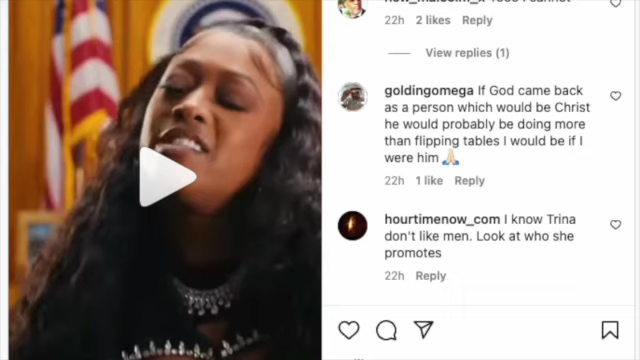 22h 2 likes Reply
View replies (1)
goldingomega If God came back
as a person which would be Christ
he would probably be doing more
than flipping tables I would be if I
were him 🙏🏻
22h 1 like Reply
hourtimenow_com I know Trina
don't like men. Look at who she
promotes
22h Reply